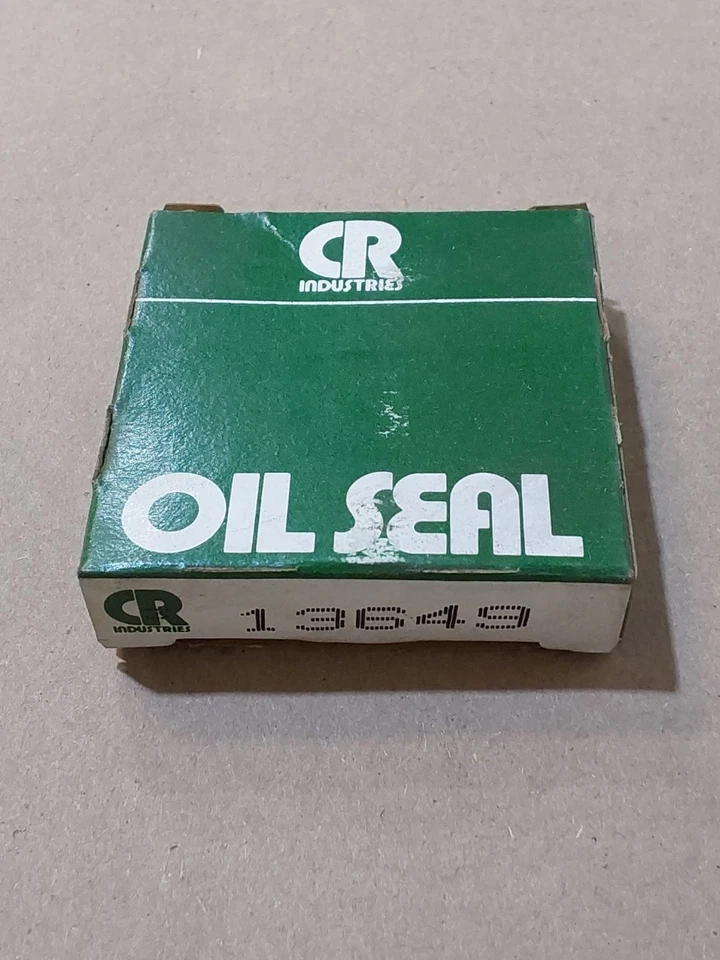 CR
INDUSTRIES
OIL SEAL
CR
INDUSTRIES
13649